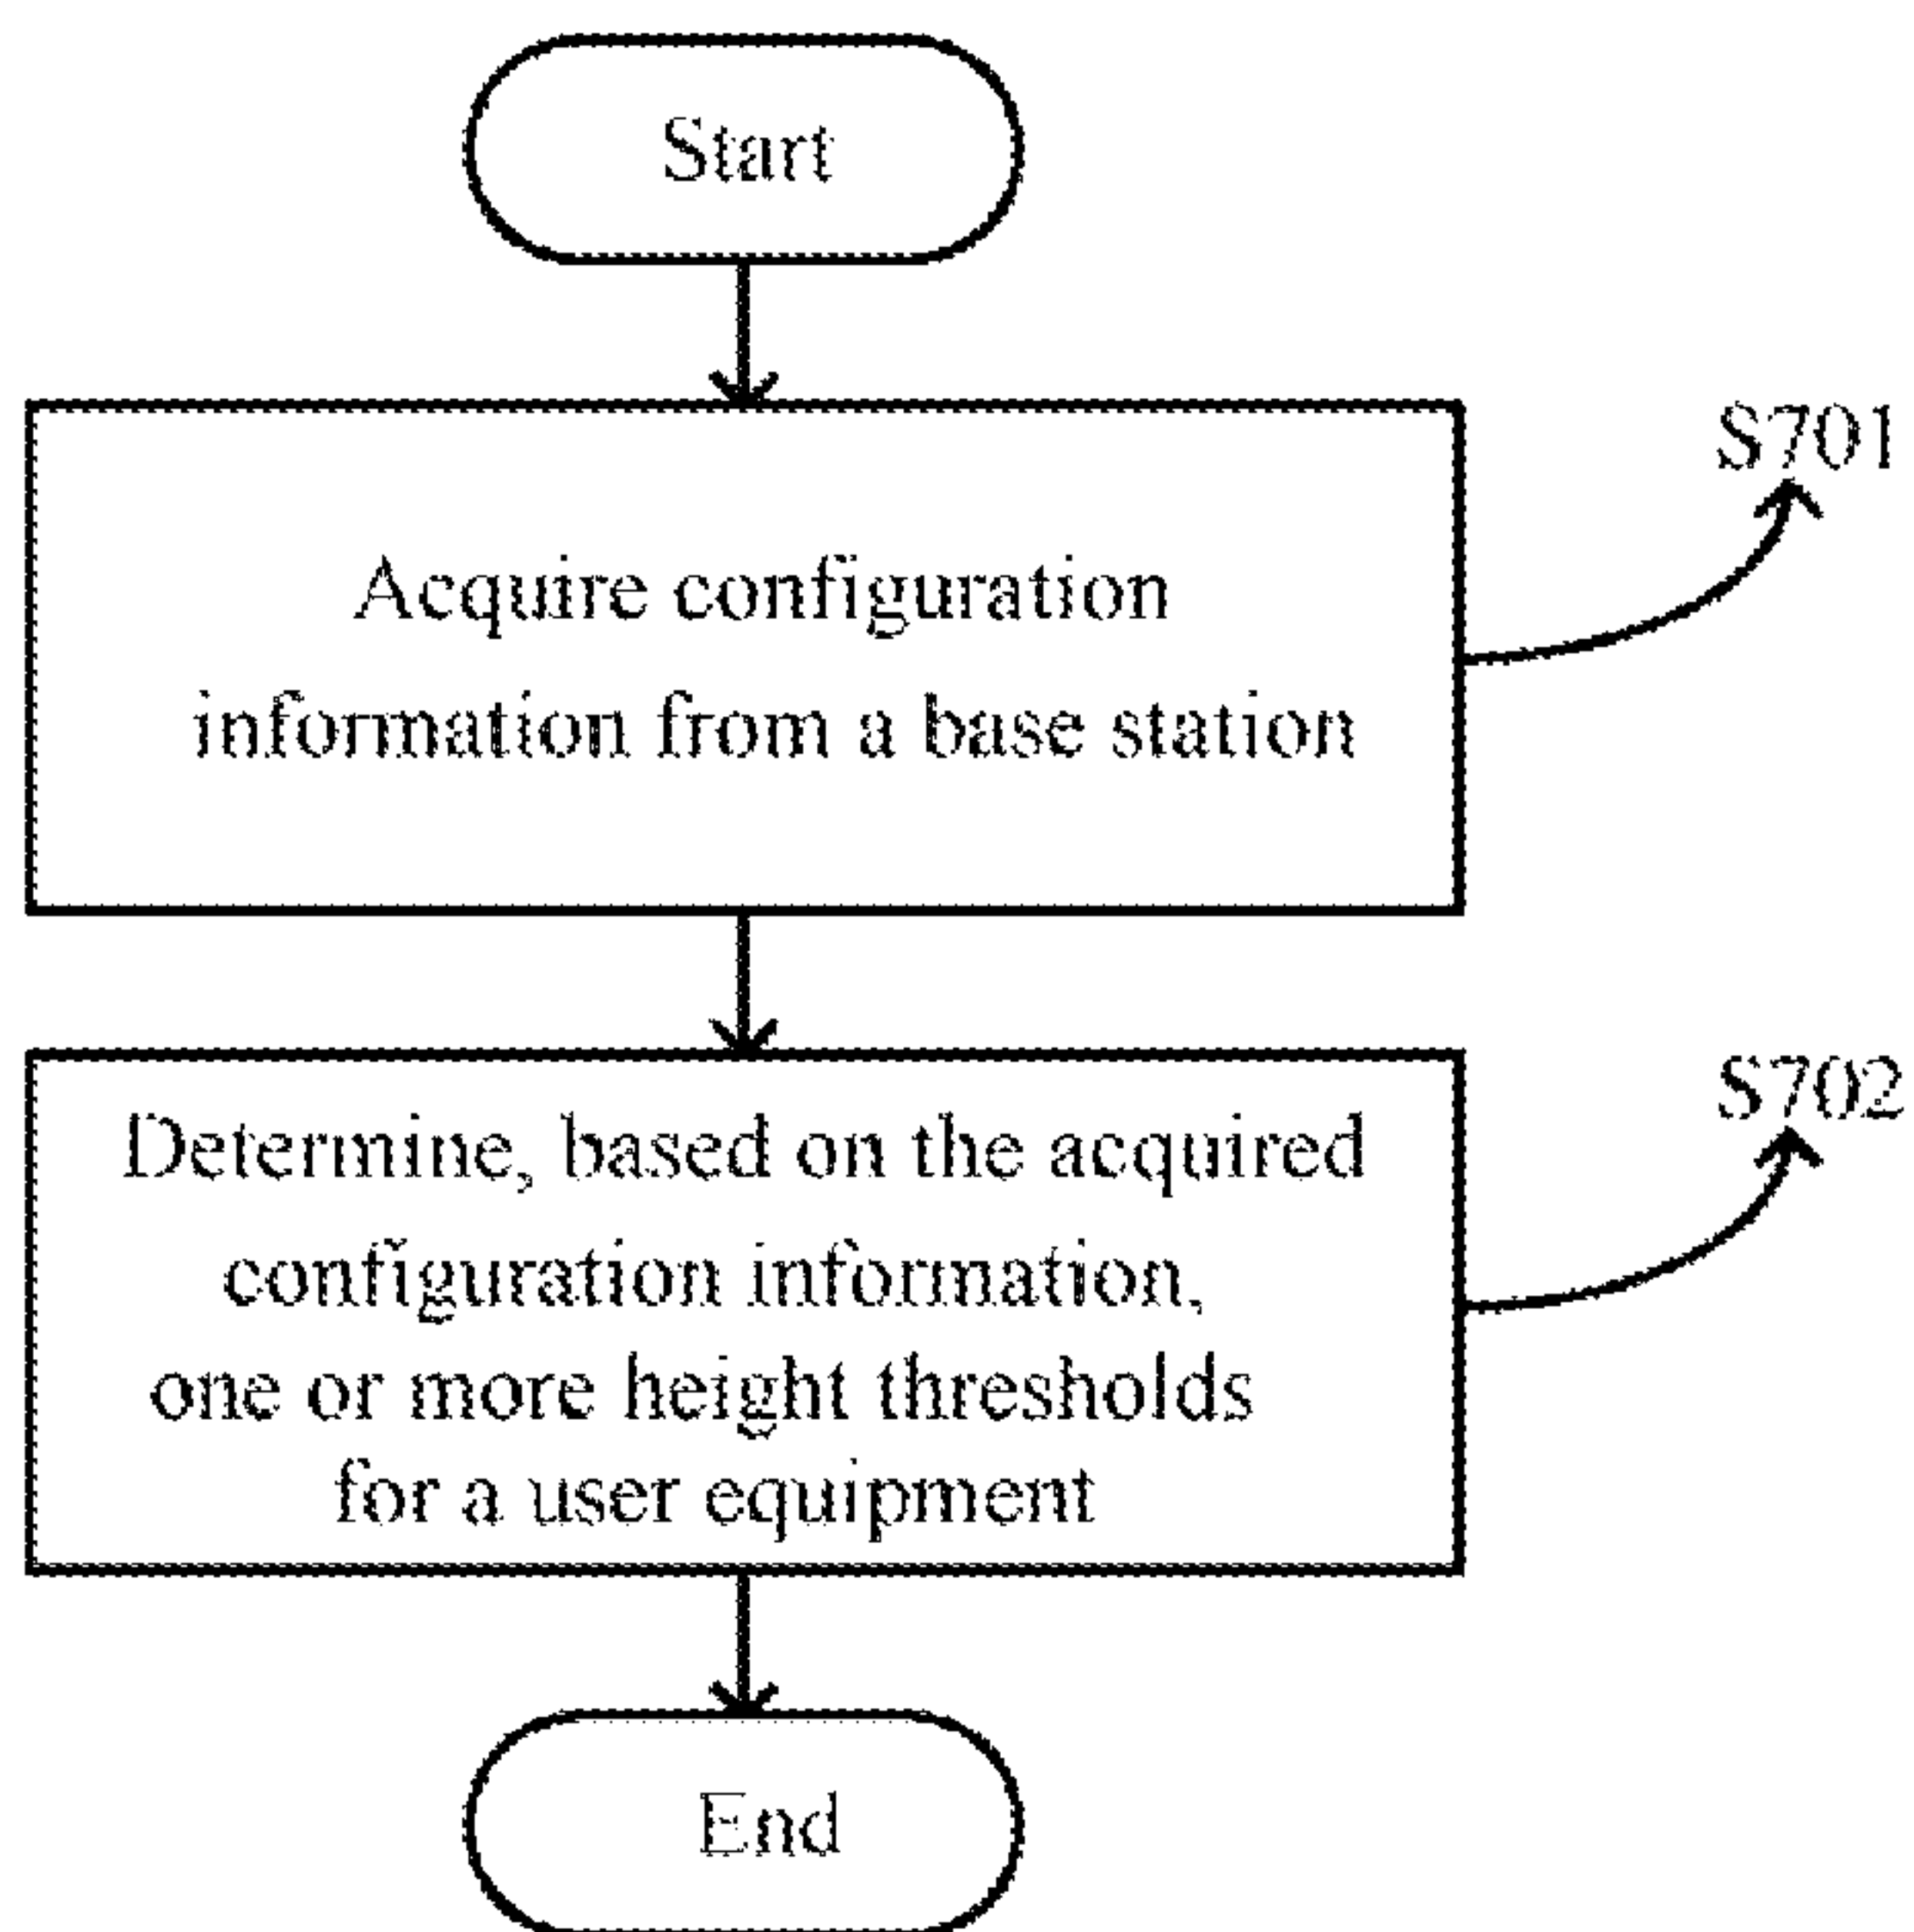 Start
S701
Acquire configuration
information from a base station
S702
Determine, based on the acquired
configuration information,
one or more height thresholds
for a user equipment
End